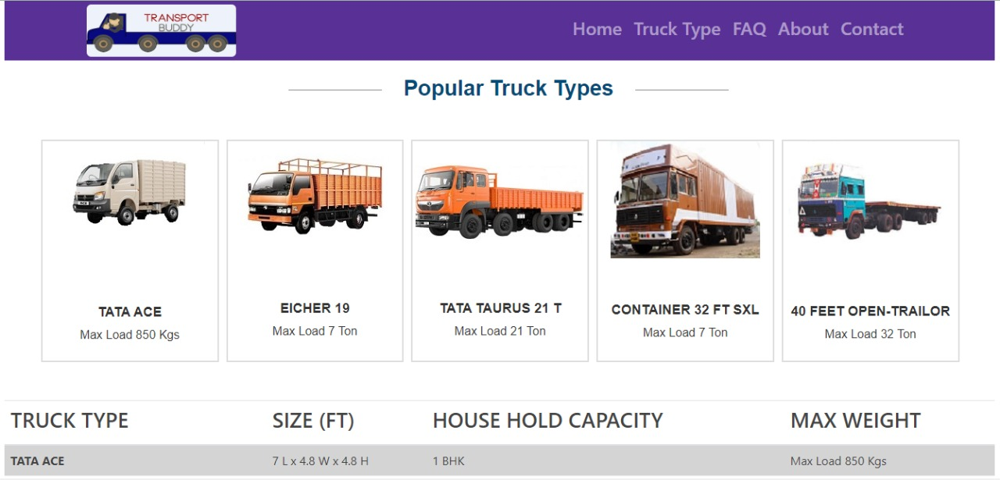 TRANSPORT
BUDDY
Home Truck Type FAQ About Contact
Popular Truck Types
TATA ACE
Max Load 850 Kgs
EICHER 19
Max Load 7 Ton
TATA TAURUS 21 T
Max Load 21 Ton
CONTAINER 32 FT SXL
Max Load 7 Ton
40 FEET OPEN-TRAILOR
Max Load 32 Ton
TRUCK TYPE SIZE (FT) HOUSE HOLD CAPACITY MAX WEIGHT
TATA ACE 7 L x 4.8 W x 4.8 H 1 BHK Max Load 850 Kgs